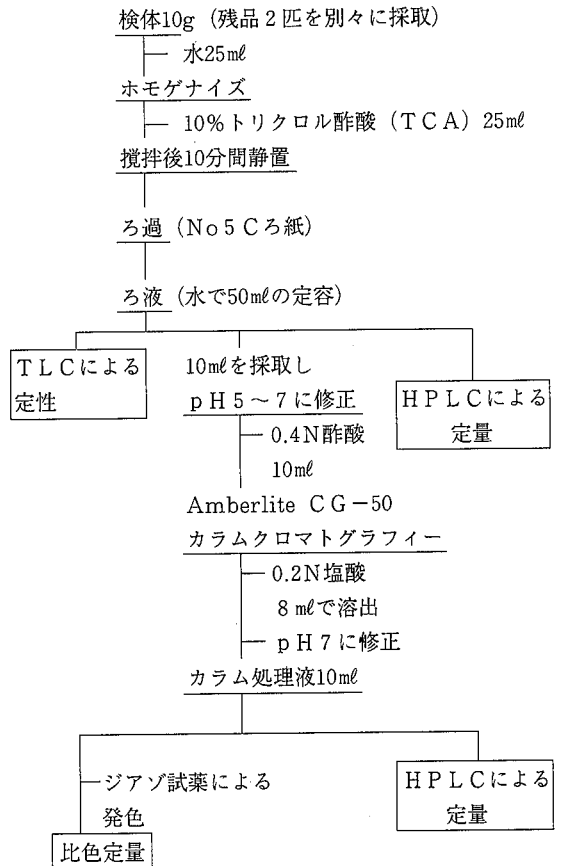 検体10g (残品2匹を別々に採取)
水25mℓ
ホモゲナイズ
10%トリクロル酢酸 (TCA) 25mℓ
撹拌後10分間静置
ろ過 (No5Cろ紙)
ろ液 (水で50mℓの定容)
TLCによる
定性
10mℓを採取し
pH5～7に修正
HPLCによる
定量
0.4N酢酸
10mℓ
Amberlite CG－50
カラムクロマトグラフィー
0.2N塩酸
8mℓで溶出
pH7に修正
カラム処理液10mℓ
ジアゾ試薬による
発色
比色定量
HPLCによる
定量